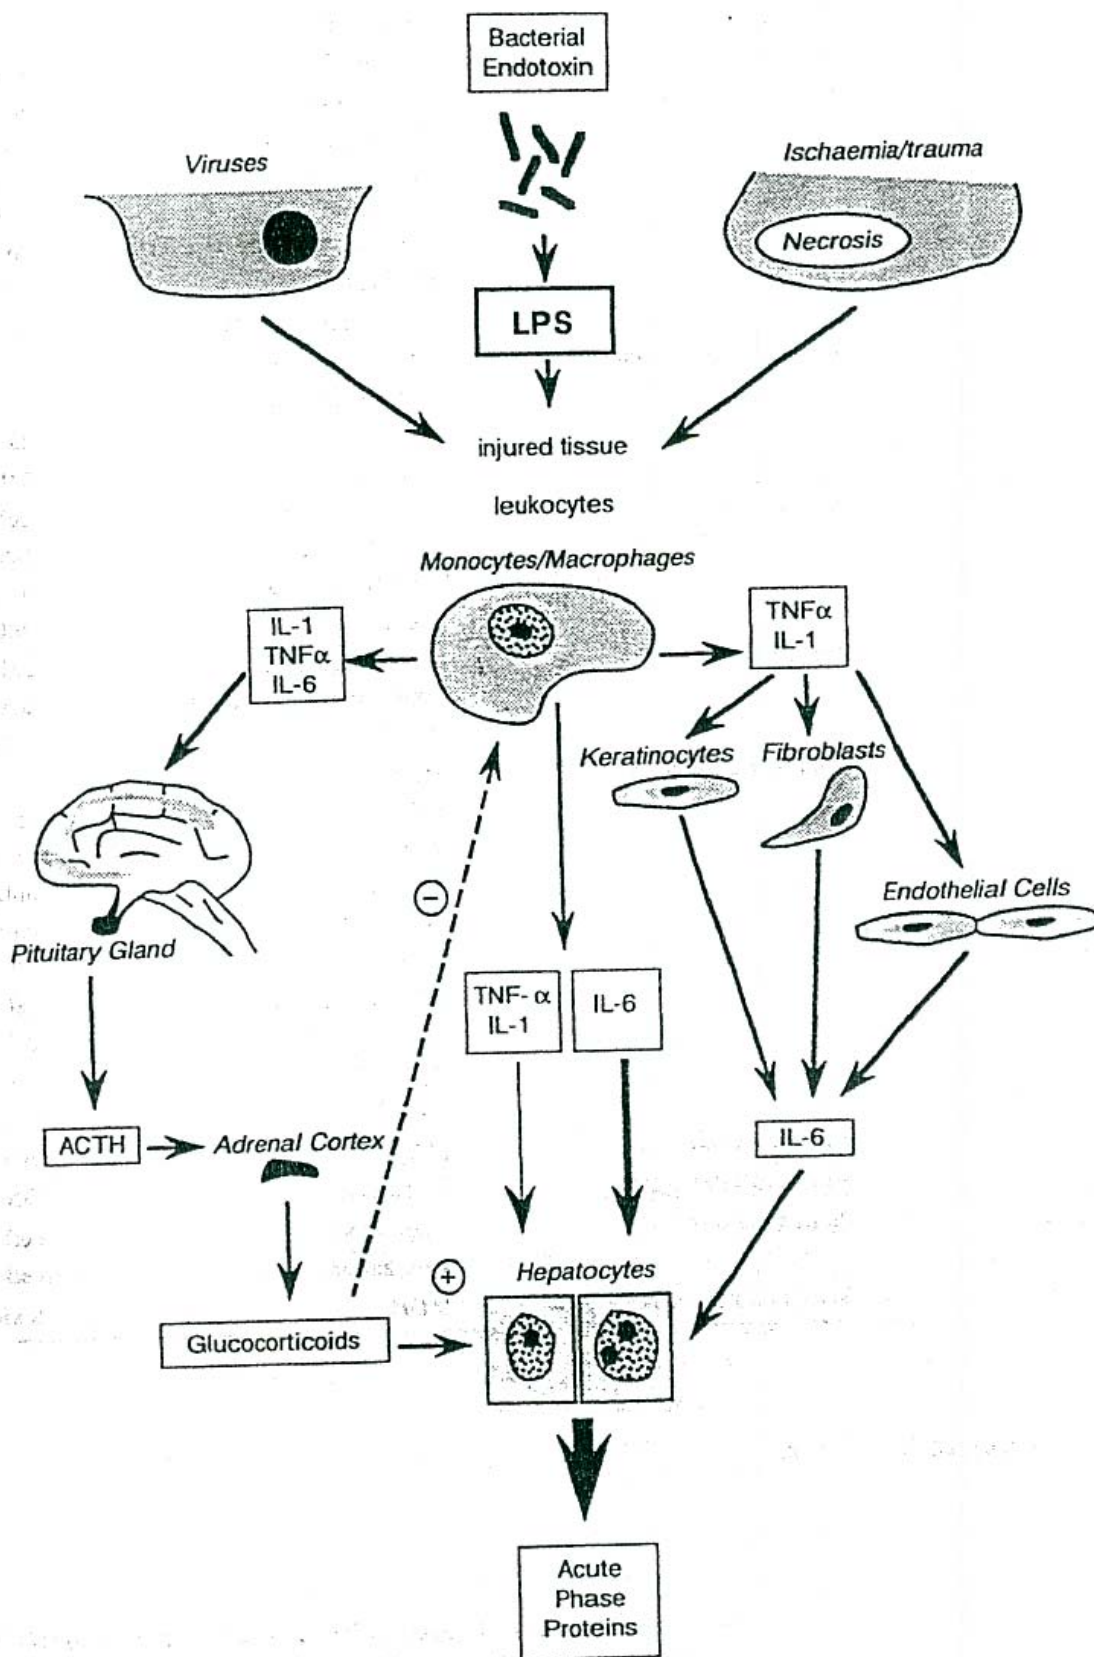 Bacterial
Endotoxin
Viruses
Ischaemia/trauma
Necrosis
LPS
injured tissue
leukocytes
Monocytes/Macrophages
IL-1
TNFα
IL-6
TNFα
IL-1
Keratinocytes
Fibroblasts
Endothelial Cells
Pituitary Gland
−
TNF-α
IL-1
IL-6
ACTH
Adrenal Cortex
IL-6
+
Hepatocytes
Glucocorticoids
Acute
Phase
Proteins